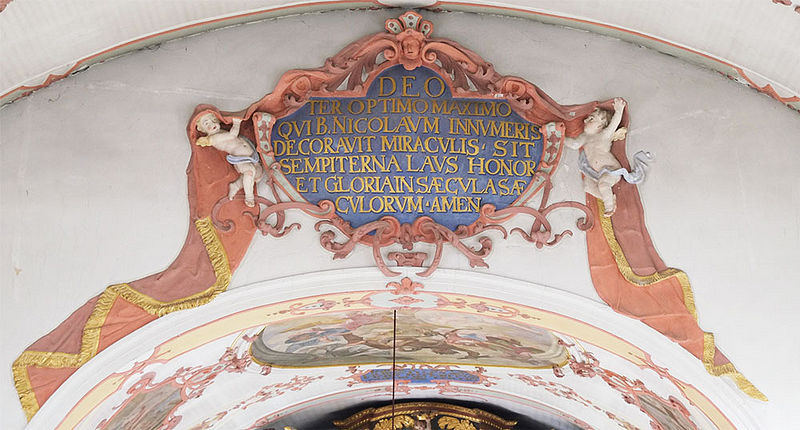 DEO
TER OPTIMO MAXIMO
QVI B. NICOLAVM INNVMERIS
DECORAVIT MIRACVLIS · SIT
SEMPITERNA LAVS HONOR
ET GLORIA IN SÆCVLA SÆ
CVLORVM · AMEN